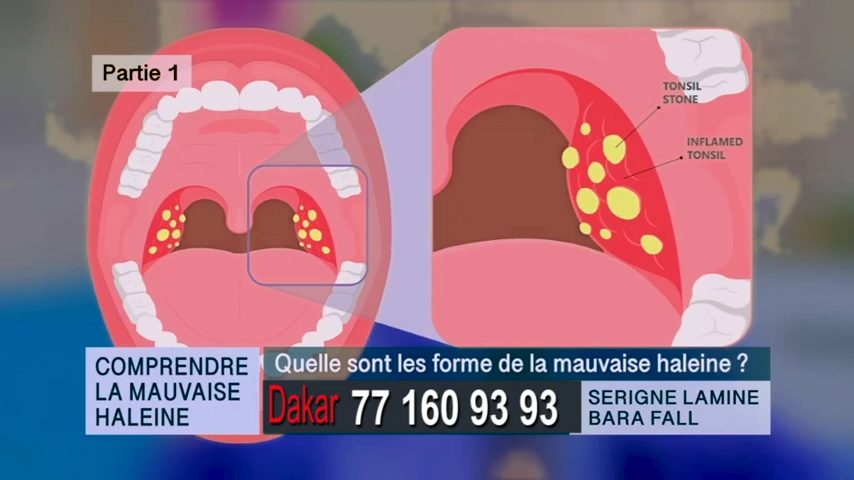 Partie 1
TONSIL
STONE
INFLAMED
TONSIL
COMPRENDRE
LA MAUVAISE
HALEINE
Quelle sont les forme de la mauvaise haleine ?
Dakar 77 160 93 93
SERIGNE LAMINE
BARA FALL